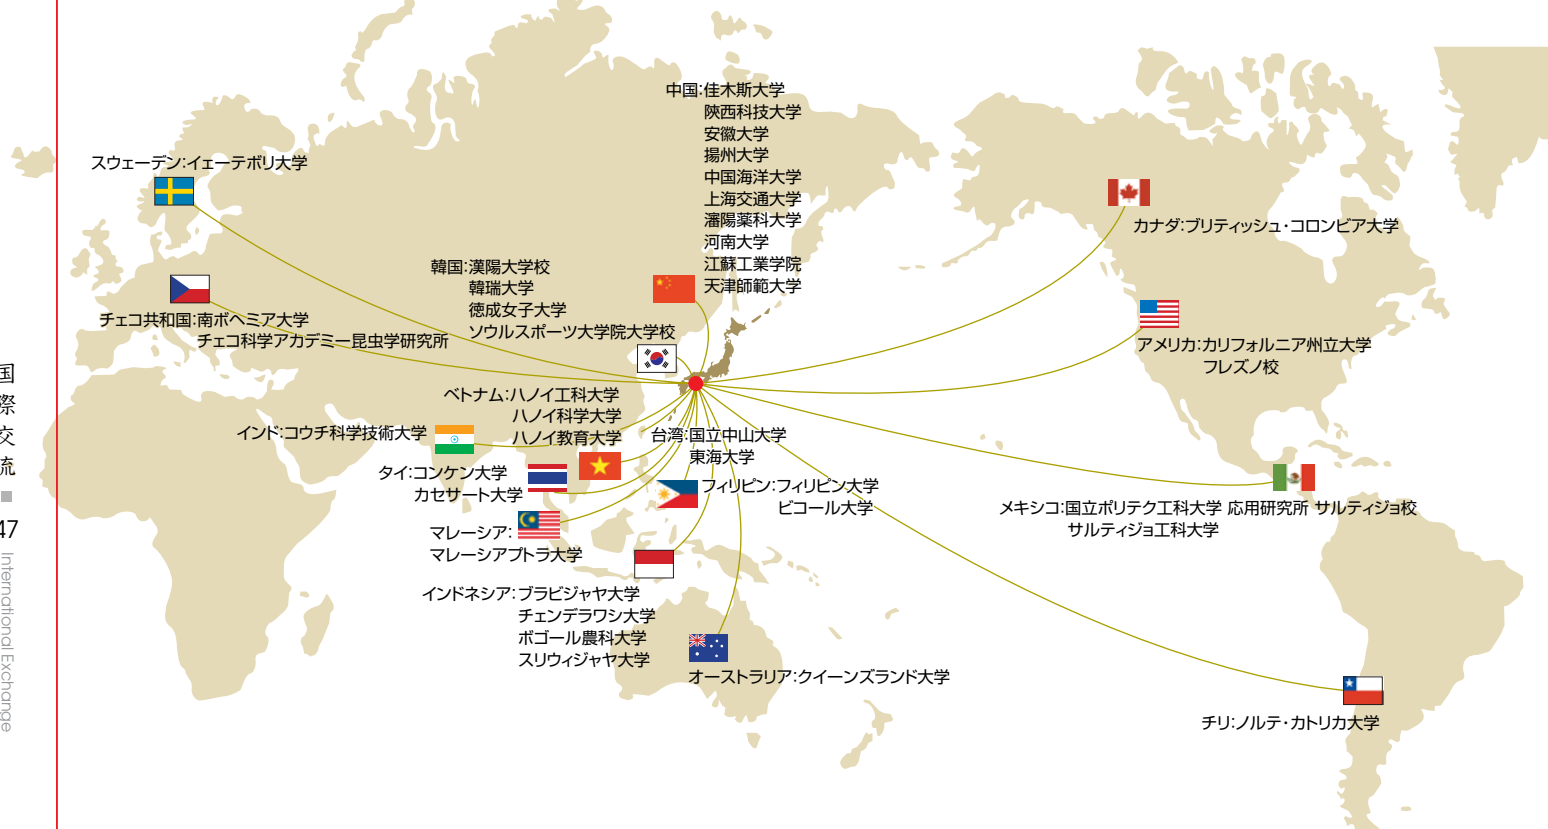 スウェーデン:イェーテボリ大学
チェコ共和国:南ボヘミア大学
チェコ科学アカデミー昆虫学研究所
韓国:漢陽大学校
韓瑞大学
徳成女子大学
ソウルスポーツ大学院大学校
中国:佳木斯大学
陝西科技大学
安徽大学
揚州大学
中国海洋大学
上海交通大学
瀋陽薬科大学
河南大学
江蘇工業学院
天津師範大学
カナダ:ブリティッシュ・コロンビア大学
アメリカ:カリフォルニア州立大学
フレズノ校
ベトナム:ハノイ工科大学
ハノイ科学大学
ハノイ教育大学
インド:コウチ科学技術大学
タイ:コンケン大学
カセサート大学
台湾:国立中山大学
東海大学
フィリピン:フィリピン大学
ビコール大学
マレーシア:
マレーシアプトラ大学
インドネシア:ブラビジャヤ大学
チェンデラワシ大学
ボゴール農科大学
スリウィジャヤ大学
オーストラリア:クイーンズランド大学
メキシコ:国立ポリテク工科大学 応用研究所 サルティジョ校
サルティジョ工科大学
チリ:ノルテ・カトリカ大学
国際交流
47
International Exchange